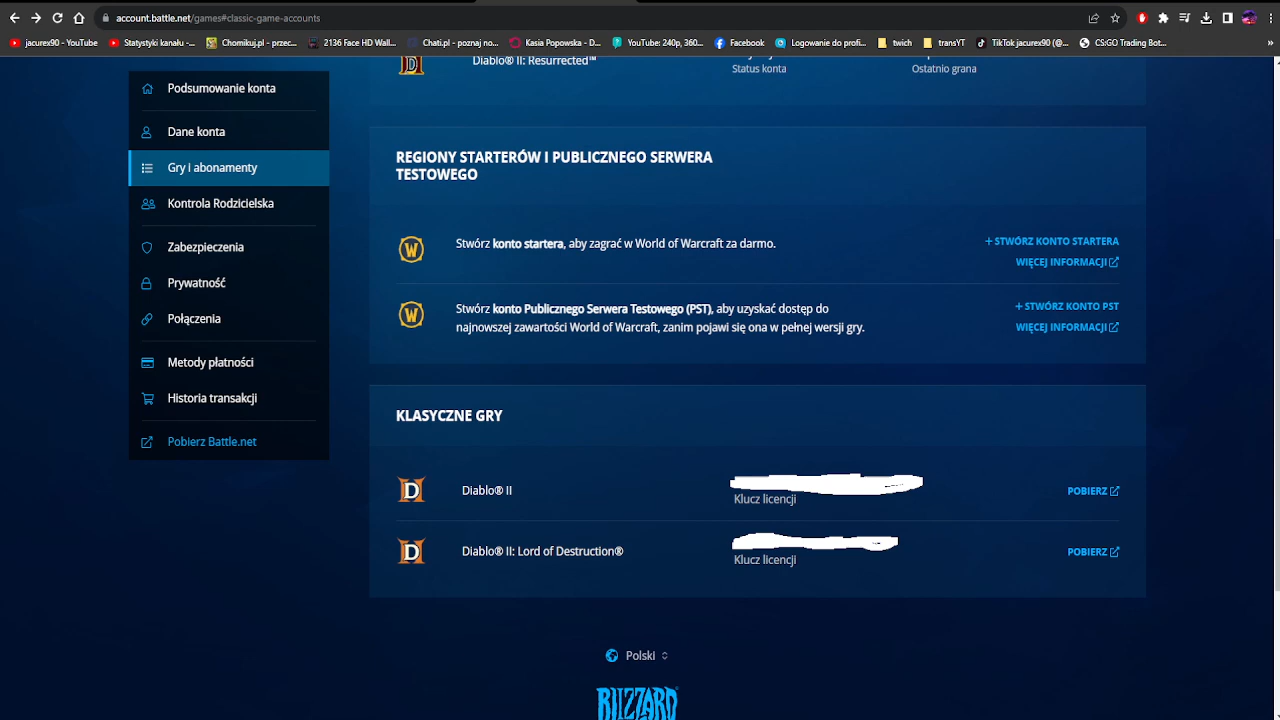 account.battle.net/games#classic-game-accounts
jacurex90 - YouTube
Statystyki kanału -...
Chomikuj.pl - przec...
2136 Face HD Wall...
Chati.pl - poznaj no...
Kasia Popowska - D...
YouTube: 240p, 360...
Facebook
Logowanie do profi...
twich
transYT
TikTok jacurex90 (@...
CS:GO Trading Bot...
»
Podsumowanie konta
Dane konta
Gry i abonamenty
Kontrola Rodzicielska
Zabezpieczenia
Prywatność
Połączenia
Metody płatności
Historia transakcji
Pobierz Battle.net
Diablo® II: Resurrected™
Status konta
Ostatnio grana
REGIONY STARTERÓW I PUBLICZNEGO SERWERA
TESTOWEGO
Stwórz konto startera, aby zagrać w World of Warcraft za darmo.
+ STWÓRZ KONTO STARTERA
WIĘCEJ INFORMACJI
Stwórz konto Publicznego Serwera Testowego (PST), aby uzyskać dostęp do
najnowszej zawartości World of Warcraft, zanim pojawi się ona w pełnej wersji gry.
+ STWÓRZ KONTO PST
WIĘCEJ INFORMACJI
KLASYCZNE GRY
Diablo® II
Klucz licencji
POBIERZ
Diablo® II: Lord of Destruction®
Klucz licencji
POBIERZ
Polski
BLIZZARD